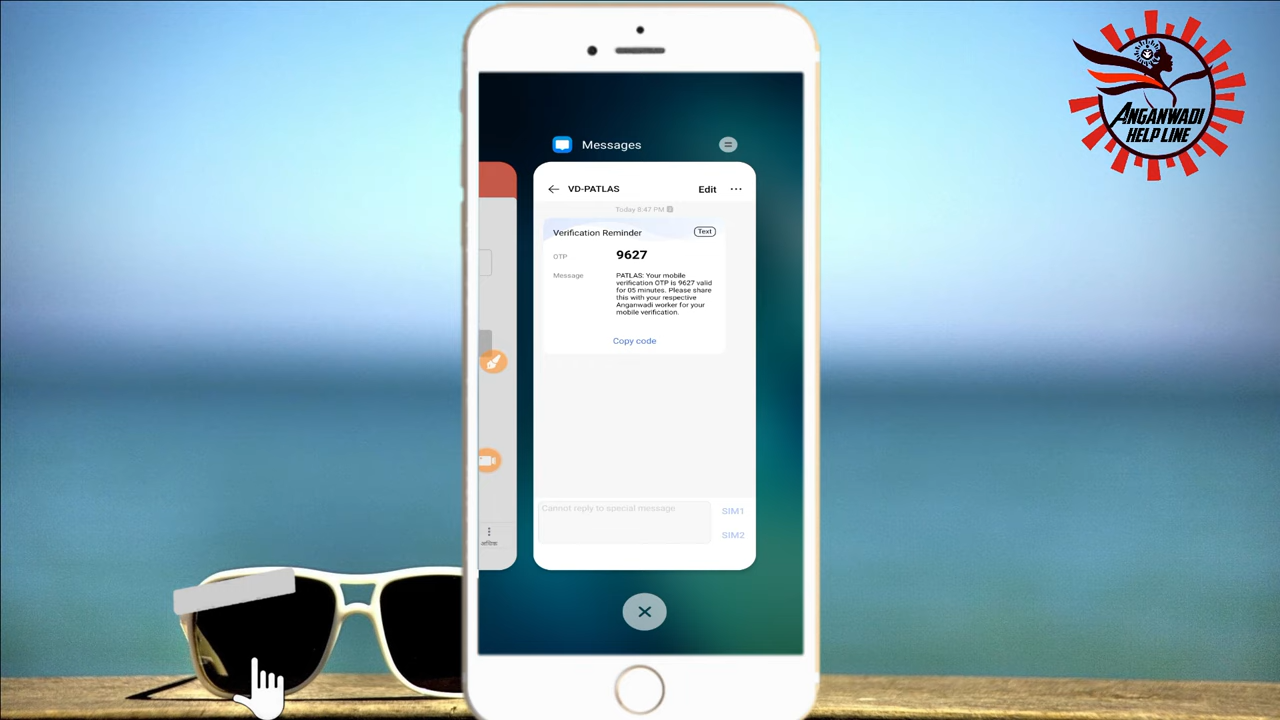 Messages
VD-PATLAS
Edit
Today 8:47 PM
Verification Reminder
Text
OTP
9627
Message
PATLAS: Your mobile
verification OTP is 9627 valid
for 05 minutes. Please share
this with your respective
Anganwadi worker for your
mobile verification.
Copy code
Cannot reply to special message
SIM1
SIM2
ANGANWADI
HELP LINE